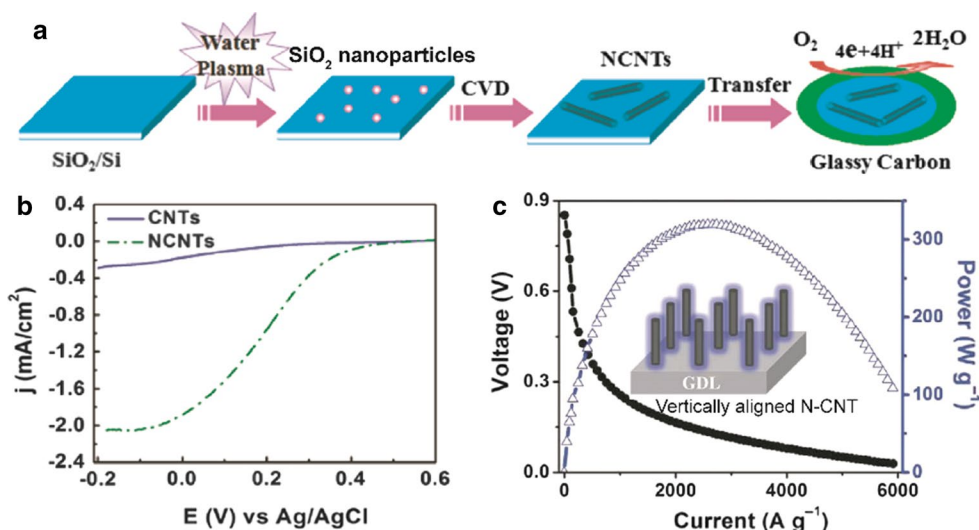 a
Water
Plasma
SiO₂/Si
SiO₂ nanoparticles
CVD
NCNTs
Transfer
O₂ 4e+4H⁺ 2H₂O
Glassy Carbon
b
CNTs
NCNTs
0.4
0.0
-0.4
-0.8
-1.2
-1.6
-2.0
-2.4
j (mA/cm²)
-0.2 0.0 0.2 0.4 0.6
E (V) vs Ag/AgCl
c
0.9
0.6
0.3
0.0
Voltage (V)
GDL
Vertically aligned N-CNT
300
200
100
0
Power (W g⁻¹)
0 2000 4000 6000
Current (A g⁻¹)